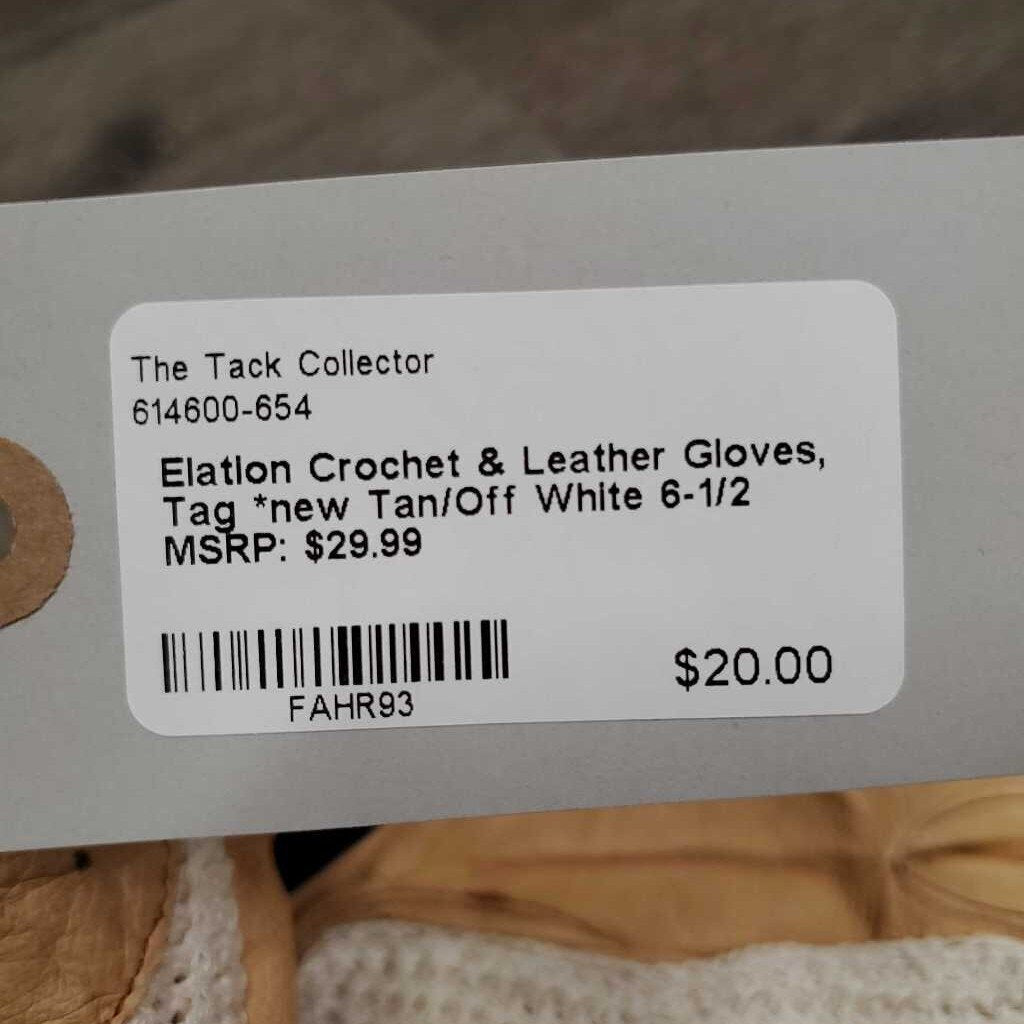 The Tack Collector
614600-654
Elation Crochet & Leather Gloves,
Tag *new Tan/Off White 6-1/2
MSRP: $29.99
FAHR93
$20.00